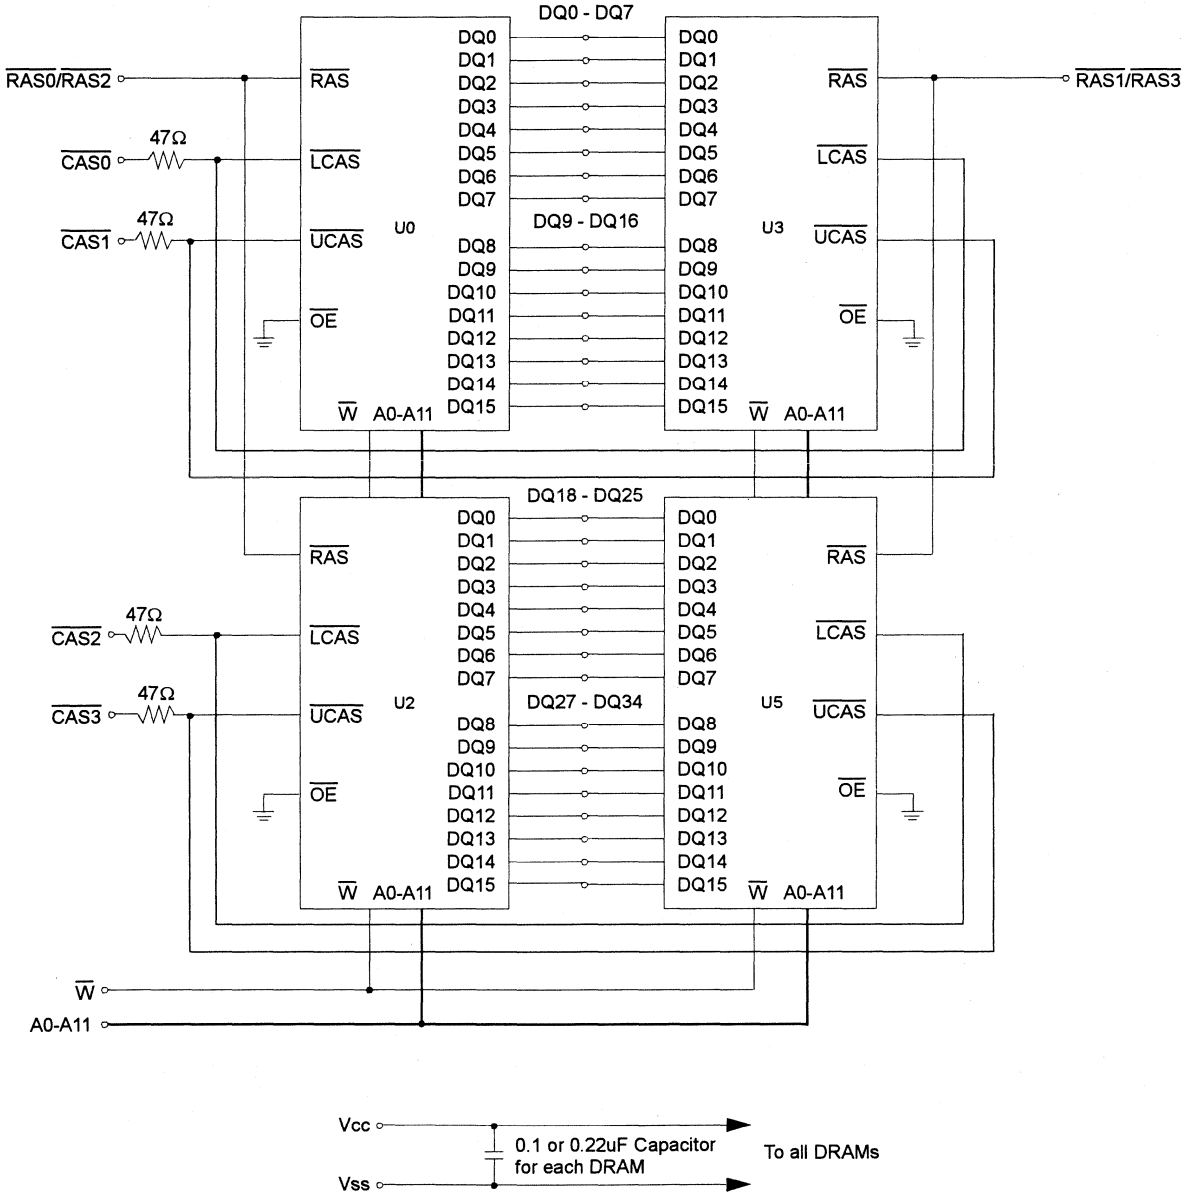 DQ0 - DQ7
DQ0 DQ0
DQ1 DQ1
RAS0/RAS2 RAS DQ2 DQ2 RAS RAS1/RAS3
DQ3 DQ3
47Ω DQ4 DQ4
CAS0 LCAS DQ5 DQ5 LCAS
DQ6 DQ6
DQ7 DQ7
47Ω U0 DQ9 - DQ16 U3
CAS1 UCAS DQ8 DQ8 UCAS
DQ9 DQ9
DQ10 DQ10
OE DQ11 DQ11 OE
DQ12 DQ12
DQ13 DQ13
DQ14 DQ14
W A0-A11 DQ15 DQ15 W A0-A11
DQ18 - DQ25
DQ0 DQ0
DQ1 DQ1
RAS DQ2 DQ2 RAS
DQ3 DQ3
47Ω DQ4 DQ4
CAS2 LCAS DQ5 DQ5 LCAS
DQ6 DQ6
DQ7 DQ7
47Ω U2 DQ27 - DQ34 U5
CAS3 UCAS DQ8 DQ8 UCAS
DQ9 DQ9
DQ10 DQ10
OE DQ11 DQ11 OE
DQ12 DQ12
DQ13 DQ13
DQ14 DQ14
W A0-A11 DQ15 DQ15 W A0-A11
W
A0-A11
Vcc
0.1 or 0.22uF Capacitor
for each DRAM
To all DRAMs
Vss